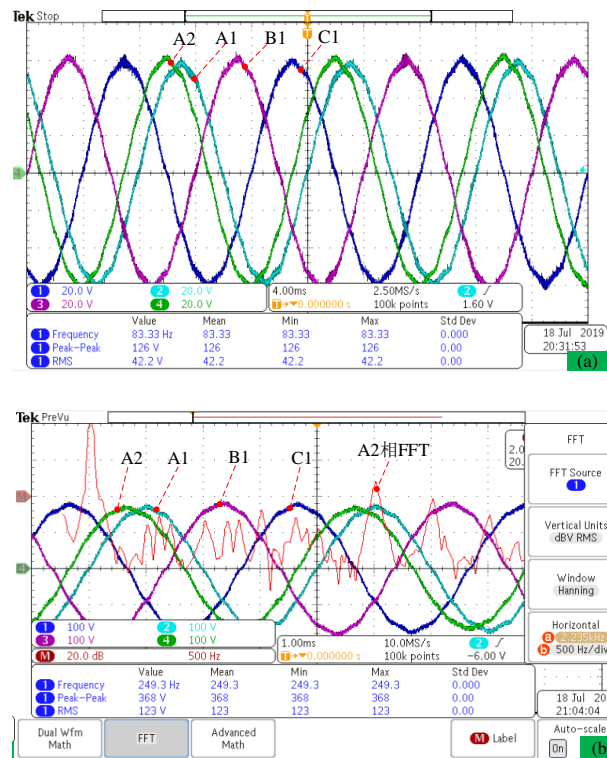 Tek Stop
T
T
A2 A1 B1 C1
4
1 20.0 V 2 20.0 V
3 20.0 V 4 20.0 V
4.00ms 2.50MS/s 2
T→▼0.000000 s 100k points 1.60 V
Value Mean Min Max Std Dev
1 Frequency 83.33 Hz 83.33 83.33 83.33 0.000
1 Peak-Peak 126 V 126 126 126 0.00
1 RMS 42.2 V 42.2 42.2 42.2 0.00
18 Jul 2019
20:31:53
(a)
Tek PreVu
A2 A1 B1 C1 A2相FFT
M
4
2.0
20.
FFT
FFT Source
1
Vertical Units
dBV RMS
Window
Hanning
Horizontal
a 2.235kHz
b 500 Hz/div
1 100 V 2 100 V
3 100 V 4 100 V
M 20.0 dB 500 Hz
1.00ms 10.0MS/s 2
T→▼0.000000 s 100k points −6.00 V
Value Mean Min Max Std Dev
1 Frequency 249.3 Hz 249.3 249.3 249.3 0.000
1 Peak-Peak 368 V 368 368 368 0.00
1 RMS 123 V 123 123 123 0.00
18 Jul 20
21:04:04
Dual Wfm
Math
FFT
Advanced
Math
M Label
Auto-scale
On
(b)